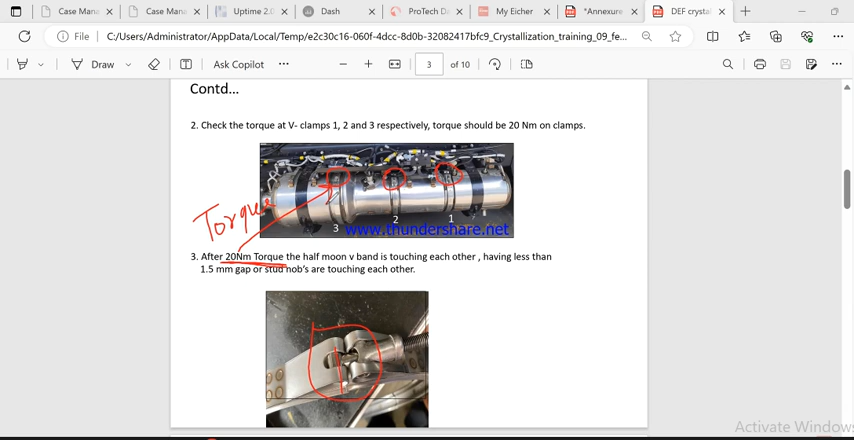 Case Mana
Case Mana
Uptime 2.0
Dash
ProTech Da
My Eicher
"Annexure
DEF crystal
File
C:/Users/Administrator/AppData/Local/Temp/e2c30c16-060f-4dcc-8d0b-32082417bfc9_Crystallization_training_09_fe...
Draw
Ask Copilot
3 of 10
Contd...
2. Check the torque at V- clamps 1, 2 and 3 respectively, torque should be 20 Nm on clamps.
Torque
3 2 1
www.thundershare.net
3. After 20Nm Torque the half moon v band is touching each other , having less than
1.5 mm gap or stud nob's are touching each other.
Activate Windows